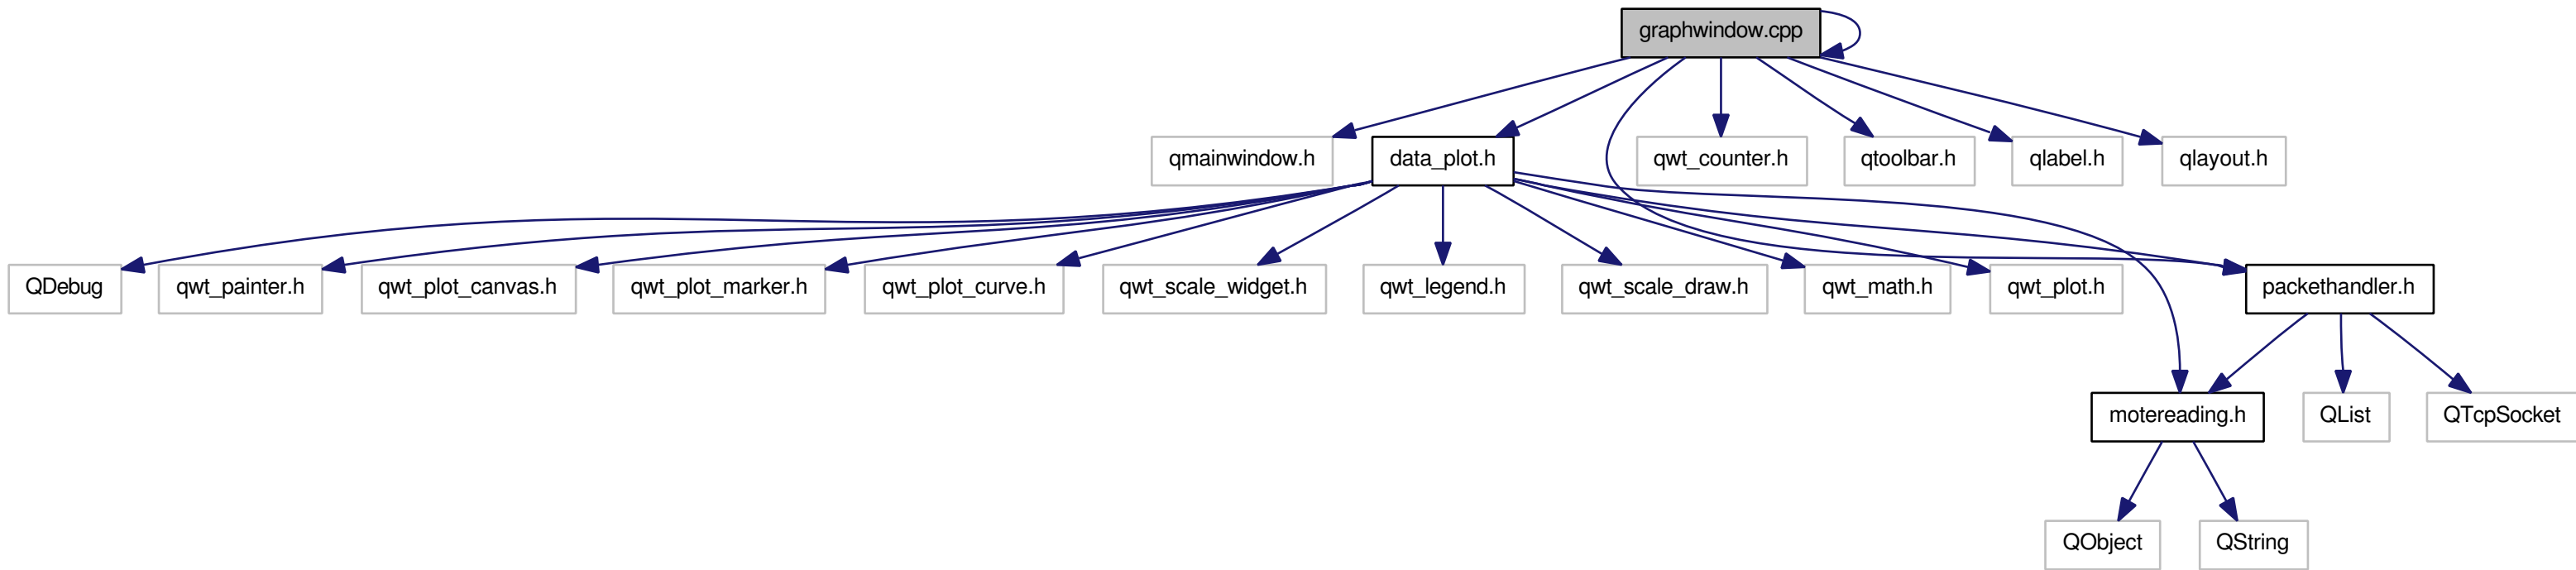 graphwindow.cpp
qmainwindow.h
data_plot.h
qwt_counter.h
qtoolbar.h
qlabel.h
qlayout.h
QDebug
qwt_painter.h
qwt_plot_canvas.h
qwt_plot_marker.h
qwt_plot_curve.h
qwt_scale_widget.h
qwt_legend.h
qwt_scale_draw.h
qwt_math.h
qwt_plot.h
packethandler.h
motereading.h
QList
QTcpSocket
QObject
QString